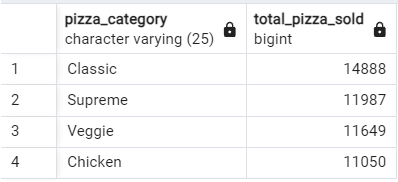 pizza_category total_pizza_sold
character varying (25) bigint
1 Classic 14888
2 Supreme 11987
3 Veggie 11649
4 Chicken 11050